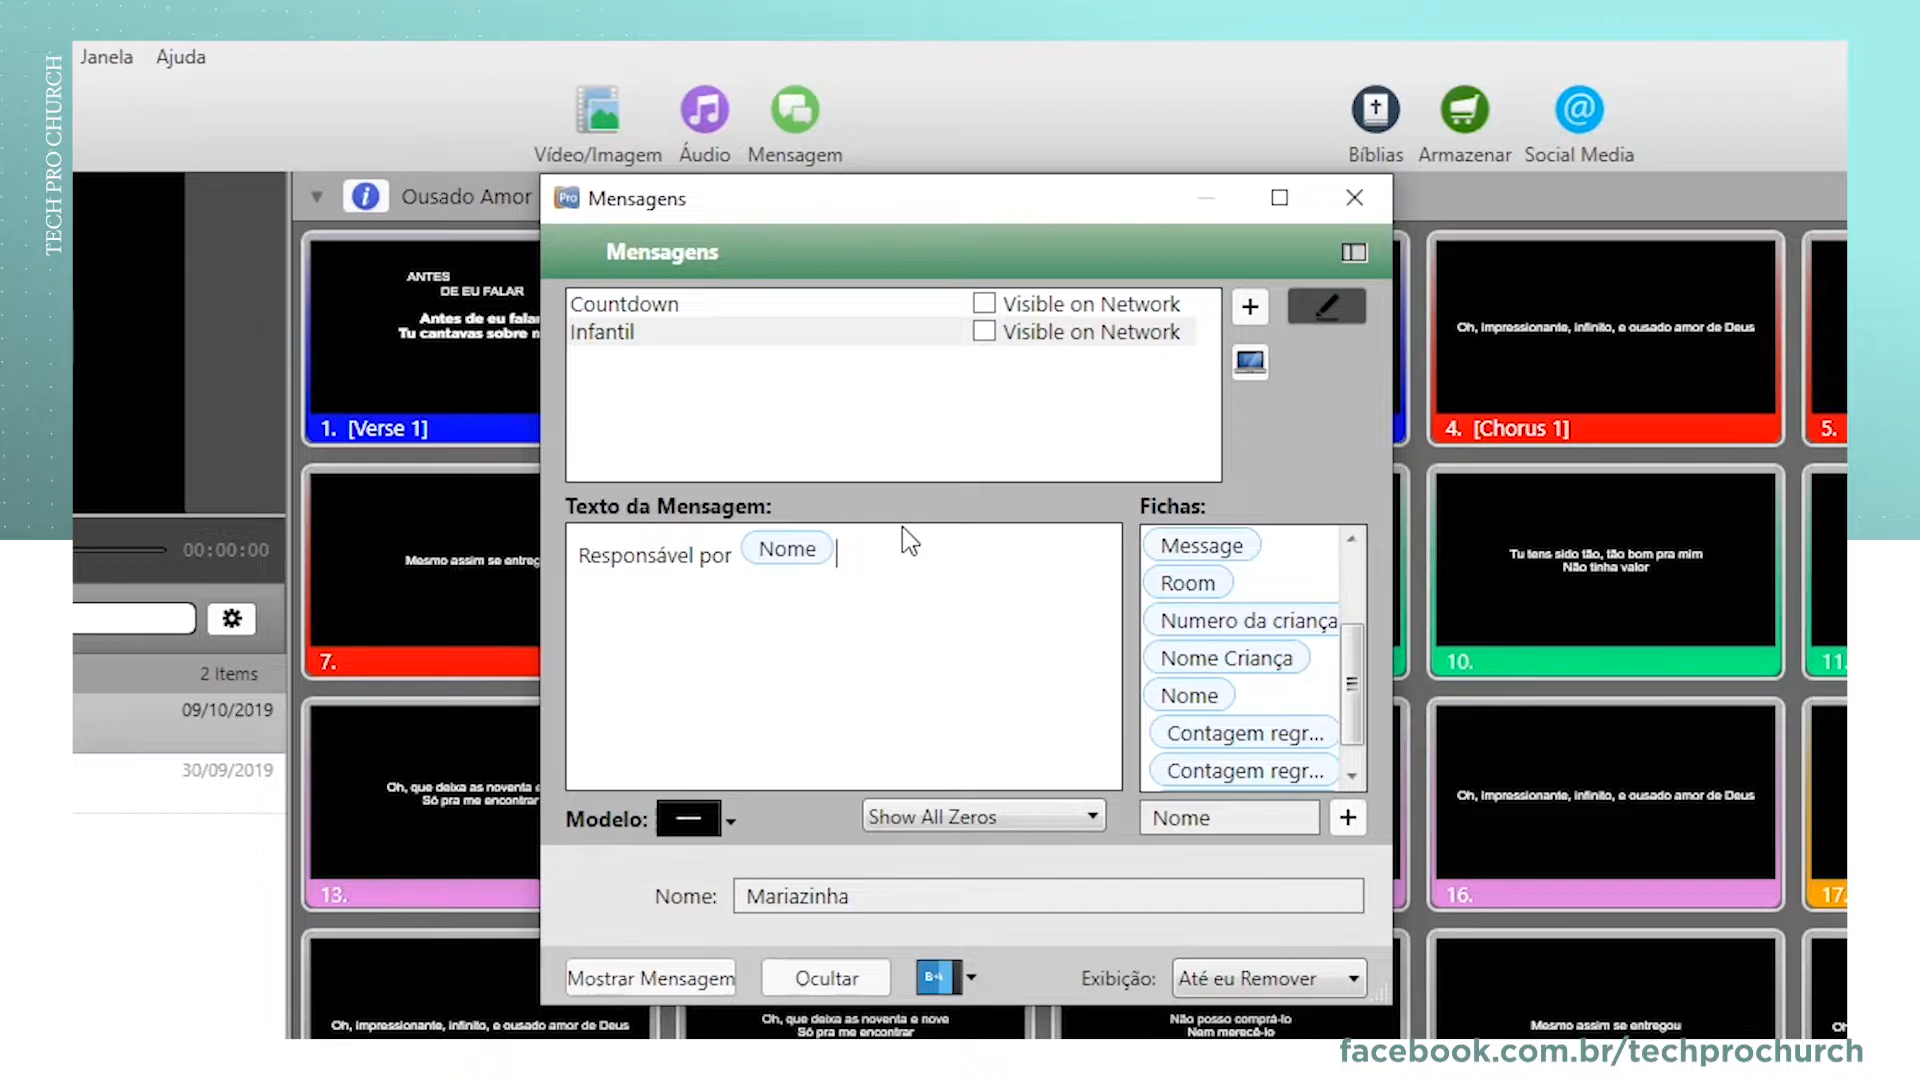 TECH PRO CHURCH
Janela Ajuda
Vídeo/Imagem Áudio Mensagem
Bíblias Armazenar Social Media
Ousado Amor
Pro Mensagens
Mensagens
Countdown Visible on Network
Infantil Visible on Network
ANTES
DE EU FALAR
Antes de eu falar
Tu cantavas sobre m
1. [Verse 1]
Oh, impressionante, infinito, e ousado amor de Deus
4. [Chorus 1]
5.
Texto da Mensagem:
Responsável por Nome
Fichas:
Message
Room
Numero da criança
Nome Criança
Nome
Contagem regr...
Contagem regr...
00:00:00
Mesmo assim se entreg
7.
Tu tens sido tão, tão bom pra mim
Não tinha valor
10.
11.
2 Items
09/10/2019
30/09/2019
Oh, que deixa as noventa e
Só pra me encontrar
13.
Oh, impressionante, infinito, e ousado amor de Deus
16.
17.
Modelo: Show All Zeros Nome
Nome: Mariazinha
Mostrar Mensagem Ocultar Exibição: Até eu Remover
Oh, impressionante, infinito, e ousado amor de Deus
Oh, que deixa as noventa e nove
Só pra me encontrar
Não posso comprá-lo
Nem merecê-lo
Mesmo assim se entregou
facebook.com.br/techprochurch